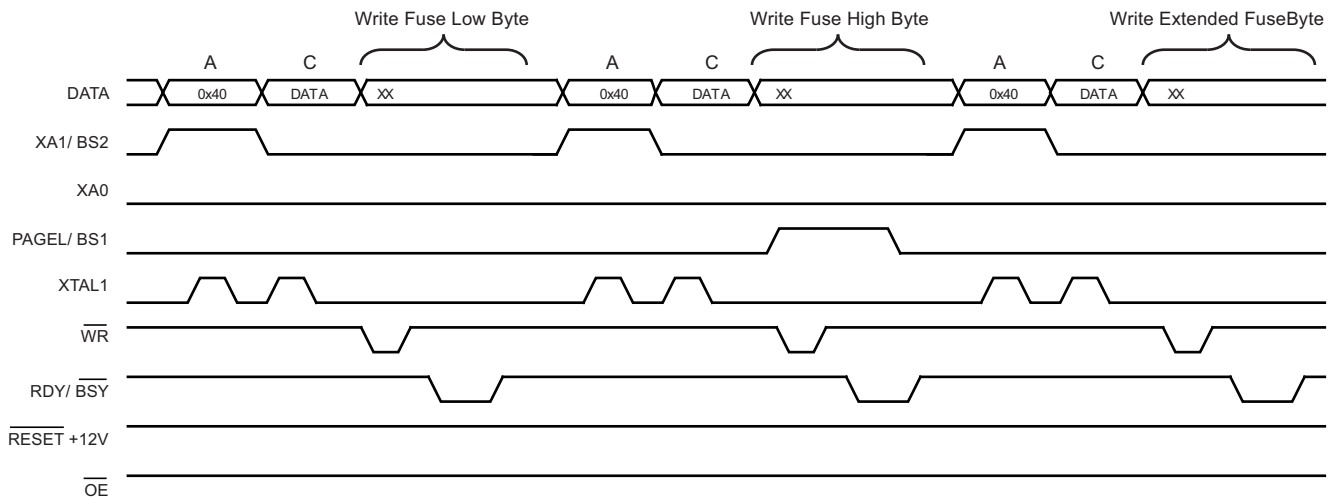 Write Fuse Low Byte Write Fuse High Byte Write Extended FuseByte
A C A C A C
DATA 0x40 DATA XX 0x40 DATA XX 0x40 DATA XX
XA1/ BS2
XA0
PAGEL/ BS1
XTAL1
WR
RDY/ BSY
RESET +12V
OE